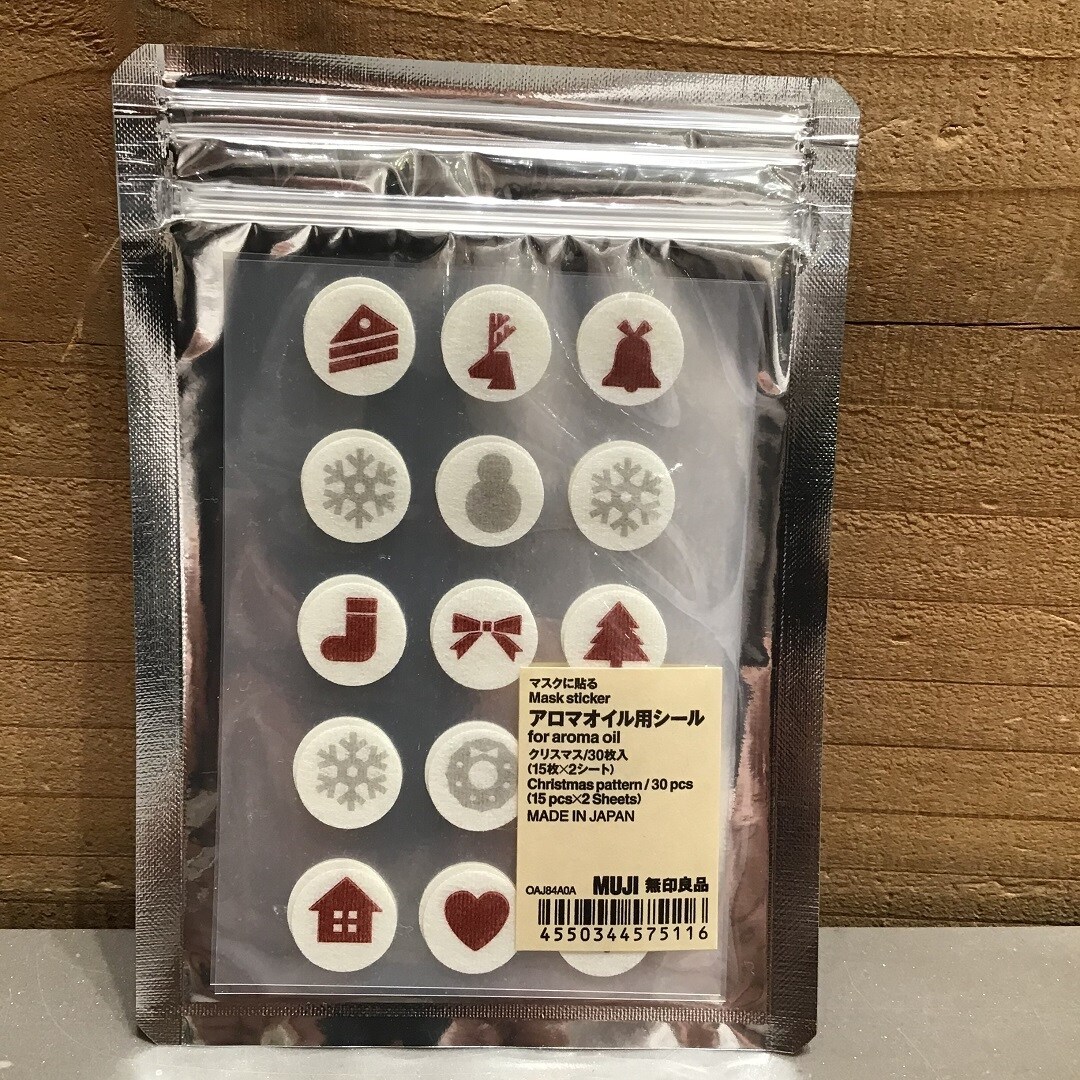 マスクに貼る
Mask sticker
アロマオイル用シール
for aroma oil
クリスマス/30枚入
(15枚×2シート)
Christmas pattern / 30 pcs
(15 pcs×2 Sheets)
MADE IN JAPAN
OAJ84A0A MUJI 無印良品
4550344575116